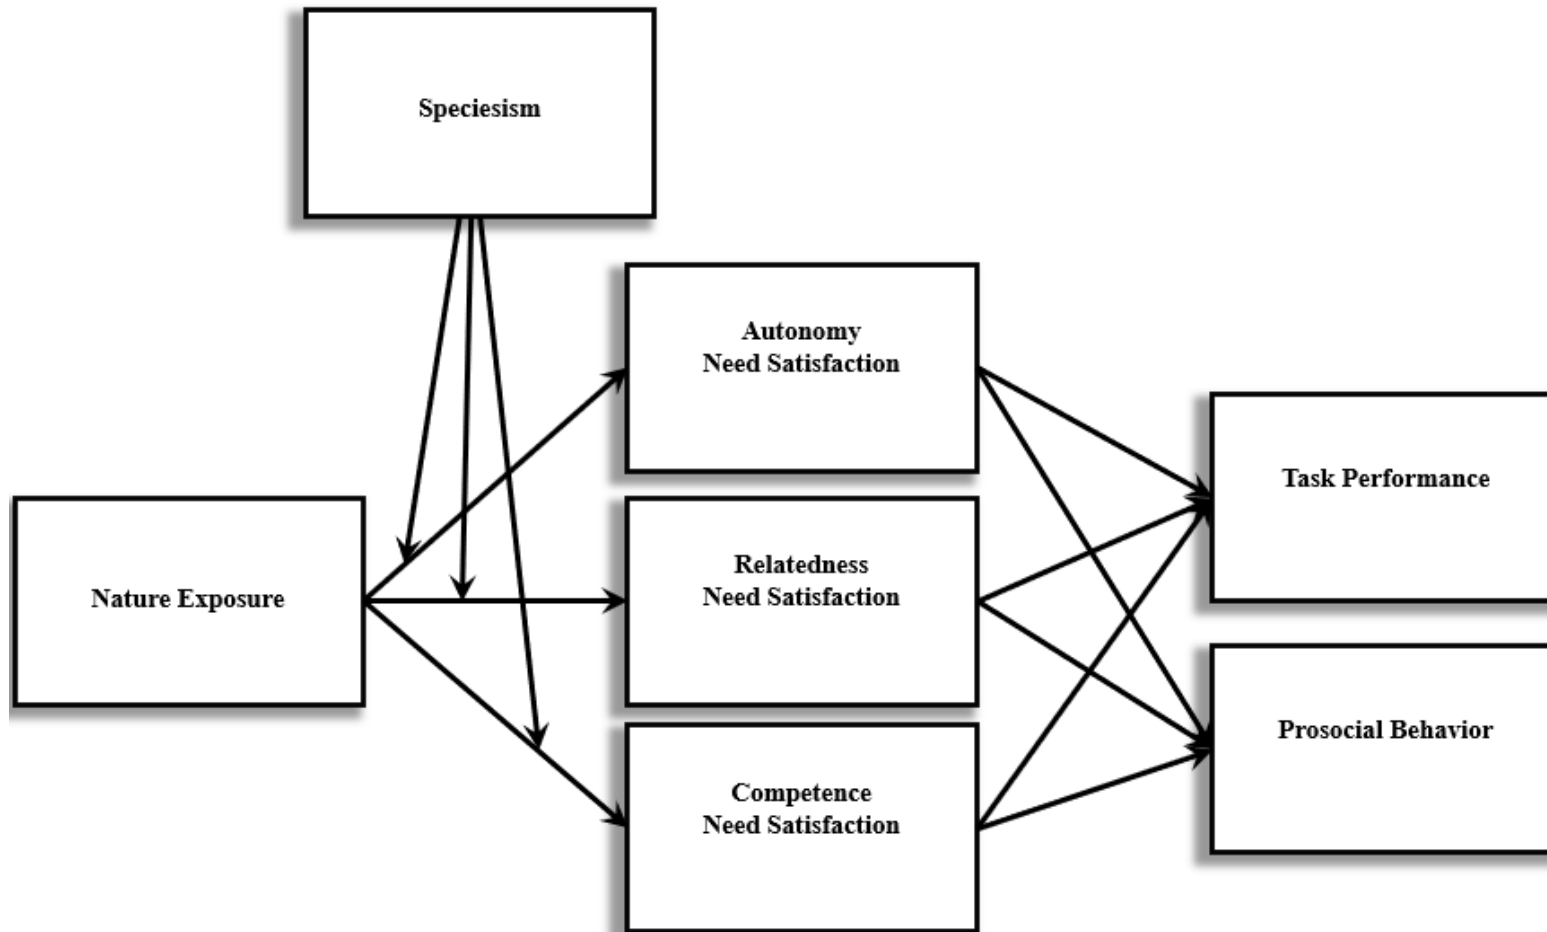 Speciesism
Autonomy
Need Satisfaction
Task Performance
Relatedness
Need Satisfaction
Nature Exposure
Prosocial Behavior
Competence
Need Satisfaction